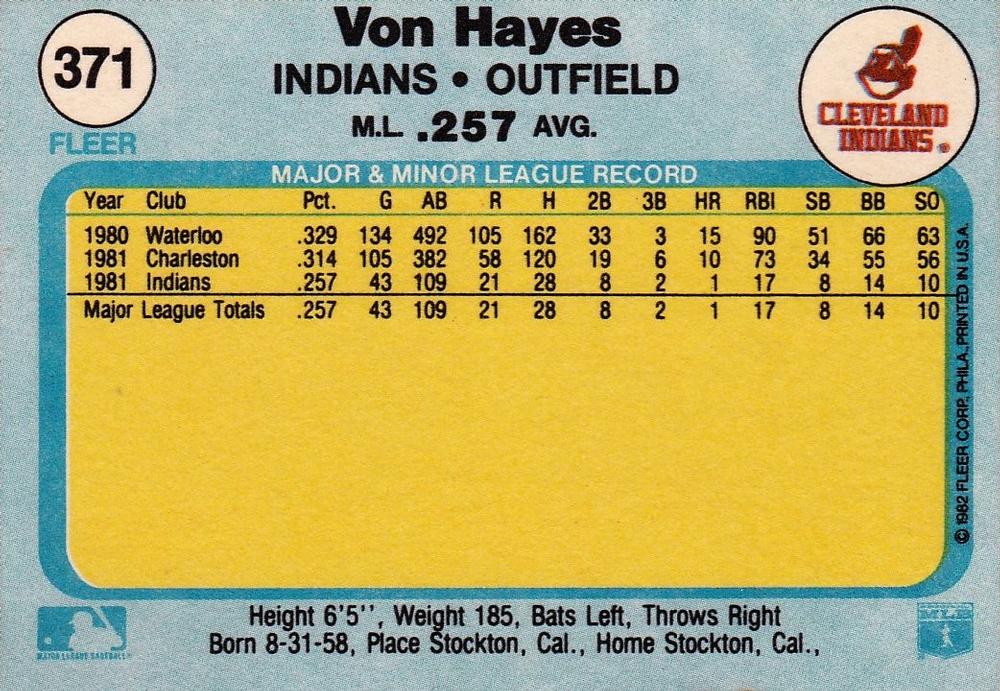 371
FLEER
Von Hayes
INDIANS • OUTFIELD
M.L. .257 AVG.
CLEVELAND
INDIANS.
MAJOR & MINOR LEAGUE RECORD
Year Club Pct. G AB R H 2B 3B HR RBI SB BB SO
1980 Waterloo .329 134 492 105 162 33 3 15 90 51 66 63
1981 Charleston .314 105 382 58 120 19 6 10 73 34 55 56
1981 Indians .257 43 109 21 28 8 2 1 17 8 14 10
Major League Totals .257 43 109 21 28 8 2 1 17 8 14 10
© 1982 FLEER CORP., PHILA., PRINTED IN U.S.A.
Height 6'5'', Weight 185, Bats Left, Throws Right
Born 8-31-58, Place Stockton, Cal., Home Stockton, Cal.,
MAJOR LEAGUE BASEBALL
MLB